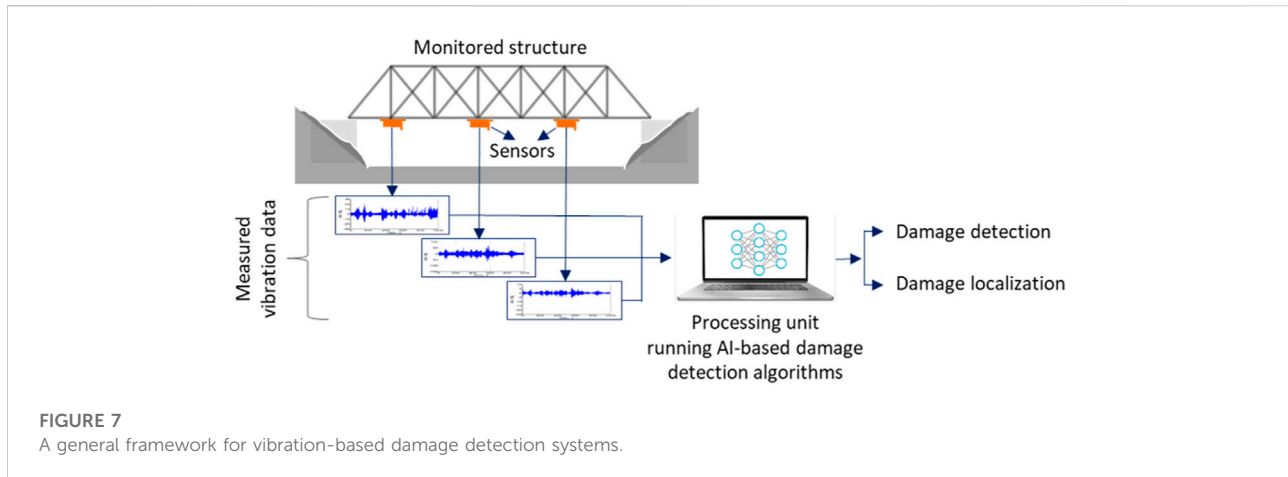 Monitored structure
Sensors
Measured
vibration data
Processing unit
running AI-based damage
detection algorithms
Damage detection
Damage localization
FIGURE 7
A general framework for vibration-based damage detection systems.